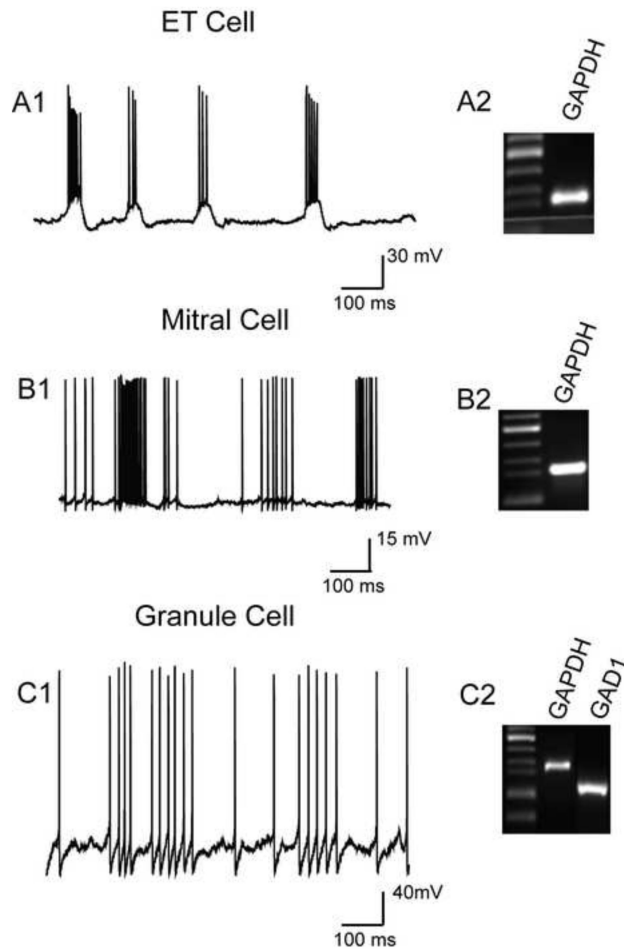 ET Cell
A1
A2
GAPDH
30 mV
100 ms
Mitral Cell
B1
B2
GAPDH
15 mV
100 ms
Granule Cell
C1
C2
GAPDH
GAD1
40mV
100 ms